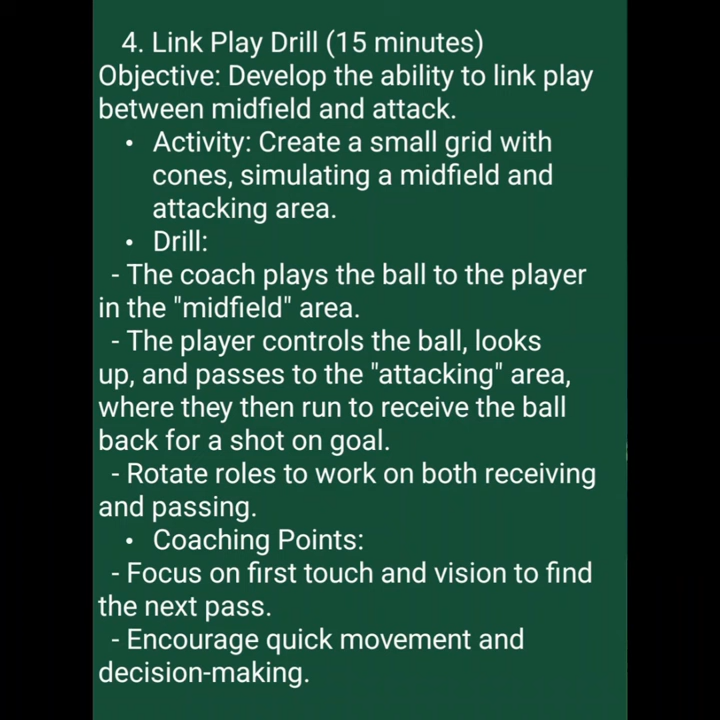 4. Link Play Drill (15 minutes)
Objective: Develop the ability to link play
between midfield and attack.
• Activity: Create a small grid with
cones, simulating a midfield and
attacking area.
• Drill:
- The coach plays the ball to the player
in the "midfield" area.
- The player controls the ball, looks
up, and passes to the "attacking" area,
where they then run to receive the ball
back for a shot on goal.
- Rotate roles to work on both receiving
and passing.
• Coaching Points:
- Focus on first touch and vision to find
the next pass.
- Encourage quick movement and
decision-making.